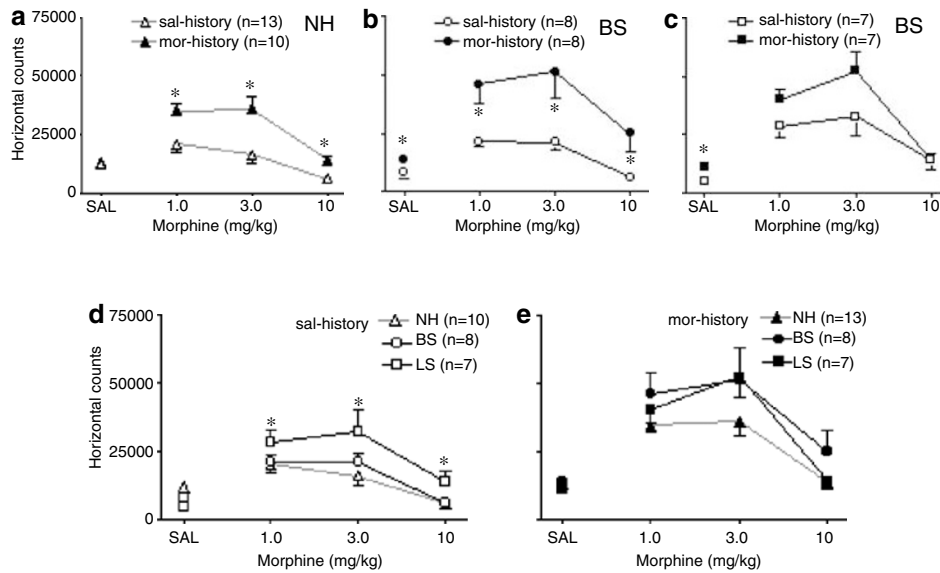 a
sal-history (n=13)
mor-history (n=10)
NH
b
sal-history (n=8)
mor-history (n=8)
BS
c
sal-history (n=7)
mor-history (n=7)
BS
Horizontal counts
75000
50000
25000
0
* * *
* * * *
*
SAL 1.0 3.0 10
Morphine (mg/kg)
SAL 1.0 3.0 10
Morphine (mg/kg)
SAL 1.0 3.0 10
Morphine (mg/kg)
d
sal-history
NH (n=10)
BS (n=8)
LS (n=7)
e
mor-history
NH (n=13)
BS (n=8)
LS (n=7)
Horizontal counts
75000
50000
25000
0
* * *
SAL 1.0 3.0 10
Morphine (mg/kg)
SAL 1.0 3.0 10
Morphine (mg/kg)